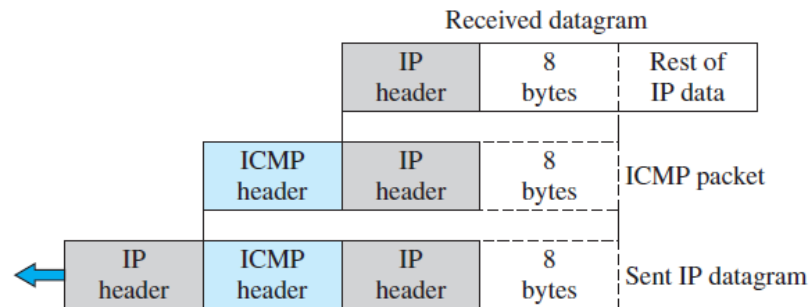 Received datagram
IP 8 Rest of
header bytes IP data
ICMP IP 8
header header bytes
ICMP packet
IP ICMP IP 8
header header header bytes
Sent IP datagram